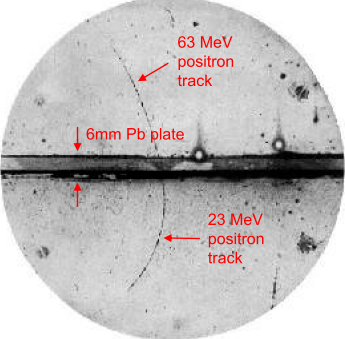 63 MeV
positron
track
6mm Pb plate
23 MeV
positron
track